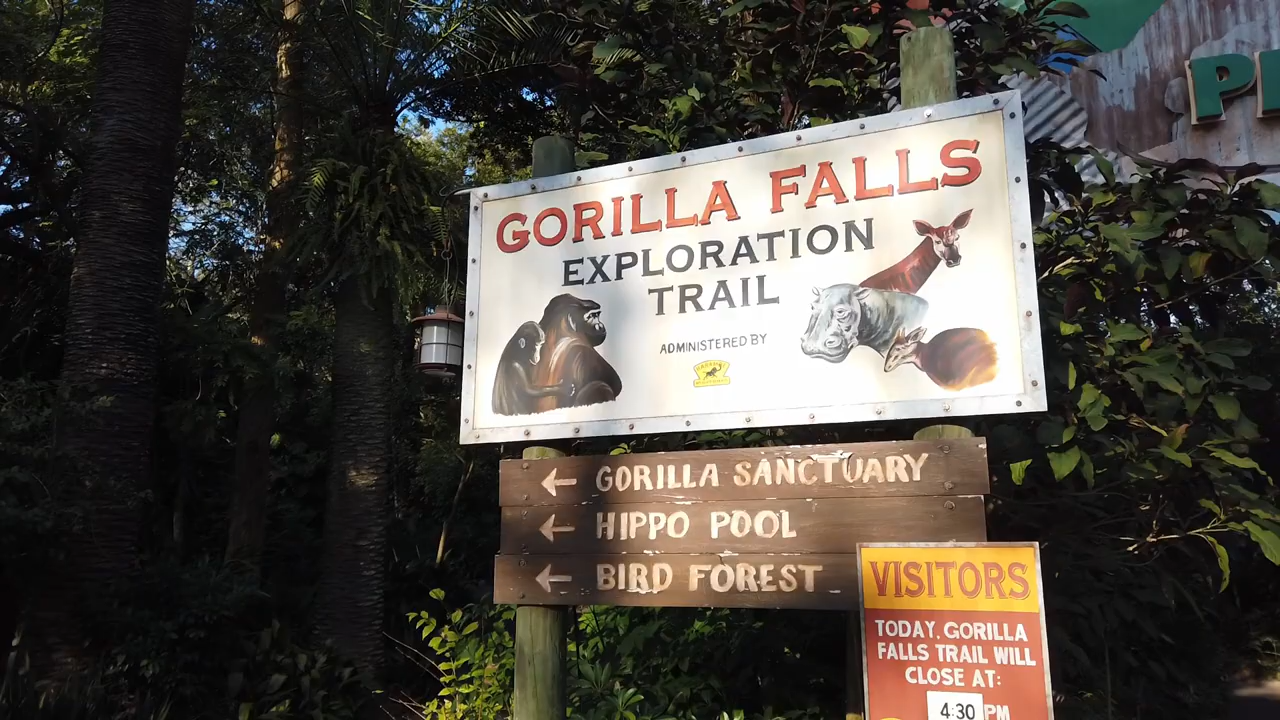 GORILLA FALLS
EXPLORATION
TRAIL
ADMINISTERED BY
GORILLA SANCTUARY
HIPPO POOL
BIRD FOREST
VISITORS
TODAY, GORILLA
FALLS TRAIL WILL
CLOSE AT:
4:30 PM